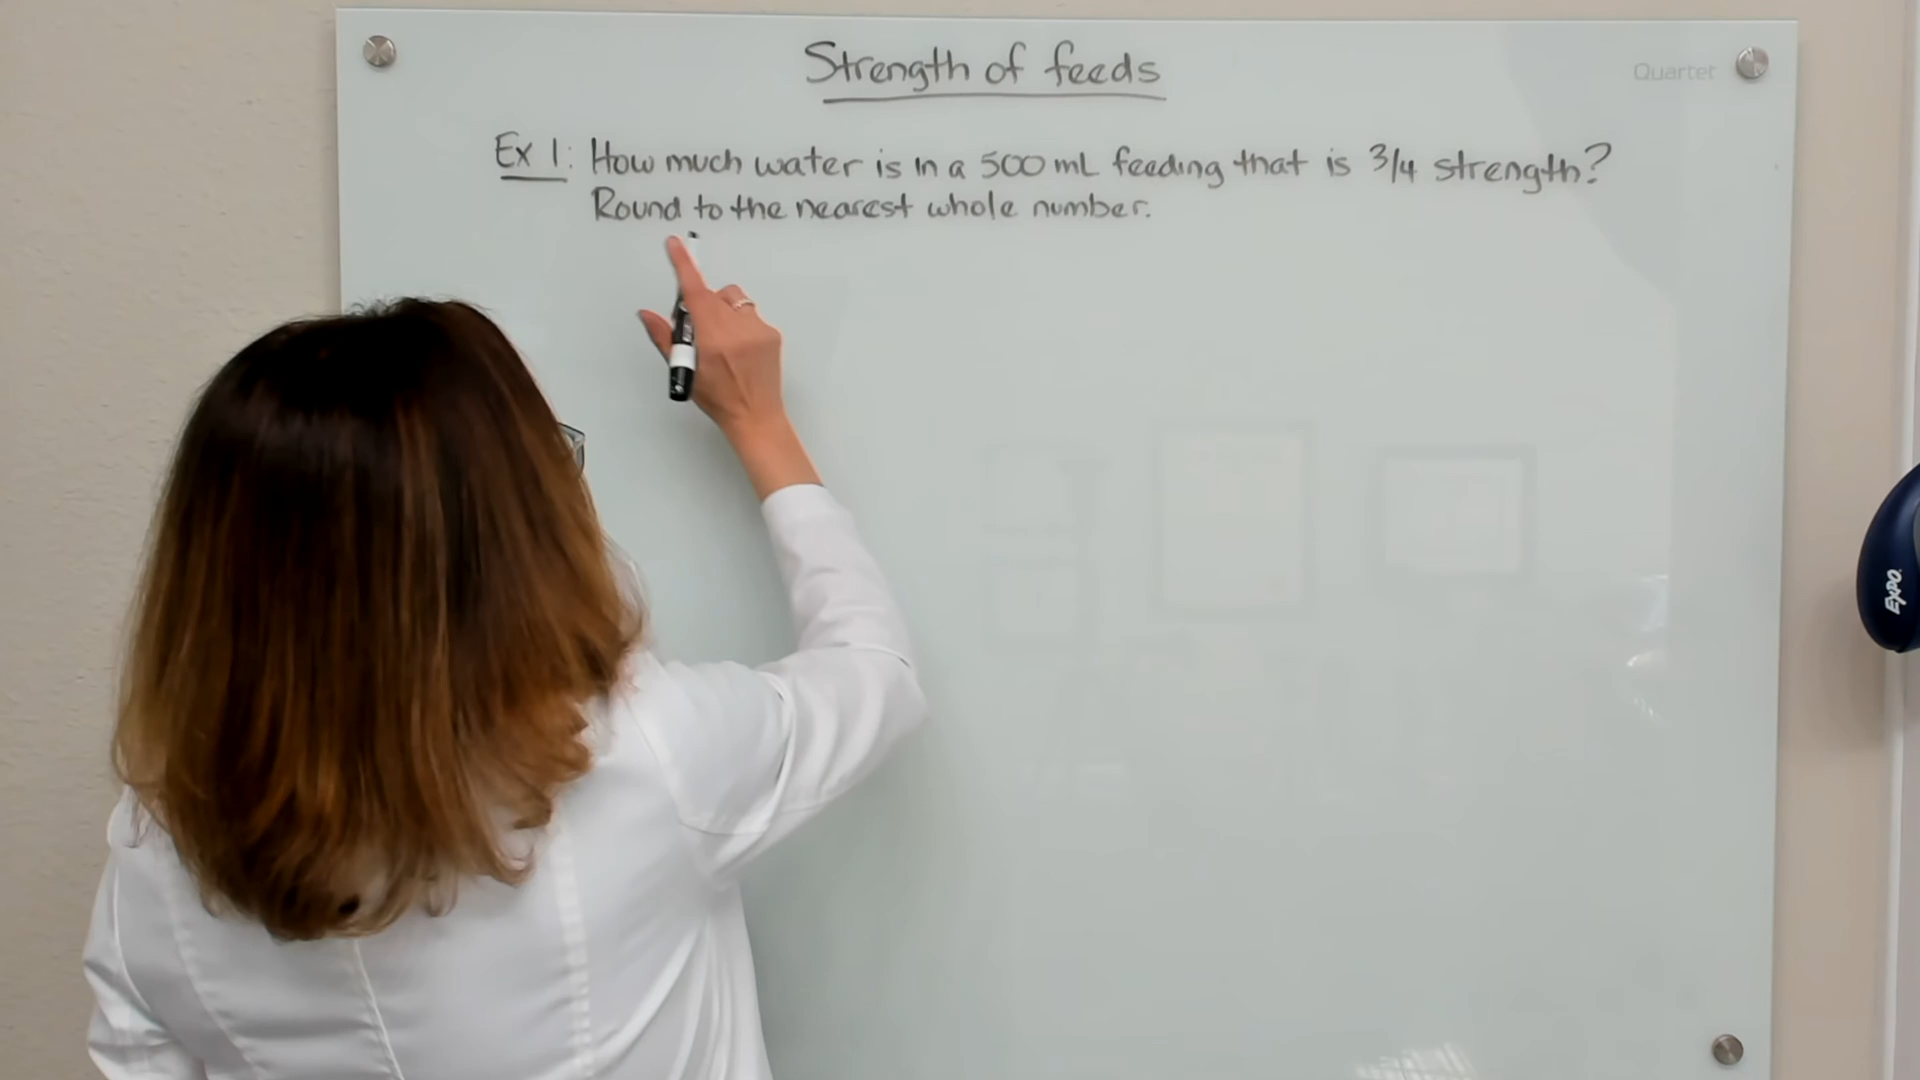 Strength of feeds
Quartet
Ex 1: How much water is in a 500 mL feeding that is 3/4 strength?
Round to the nearest whole number.
EXPO